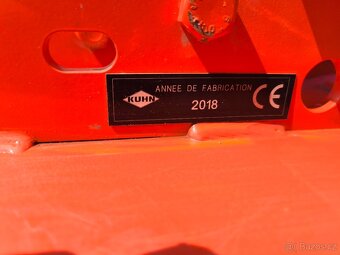 ANNEE DE FABRICATION
KUHN
2018
CE